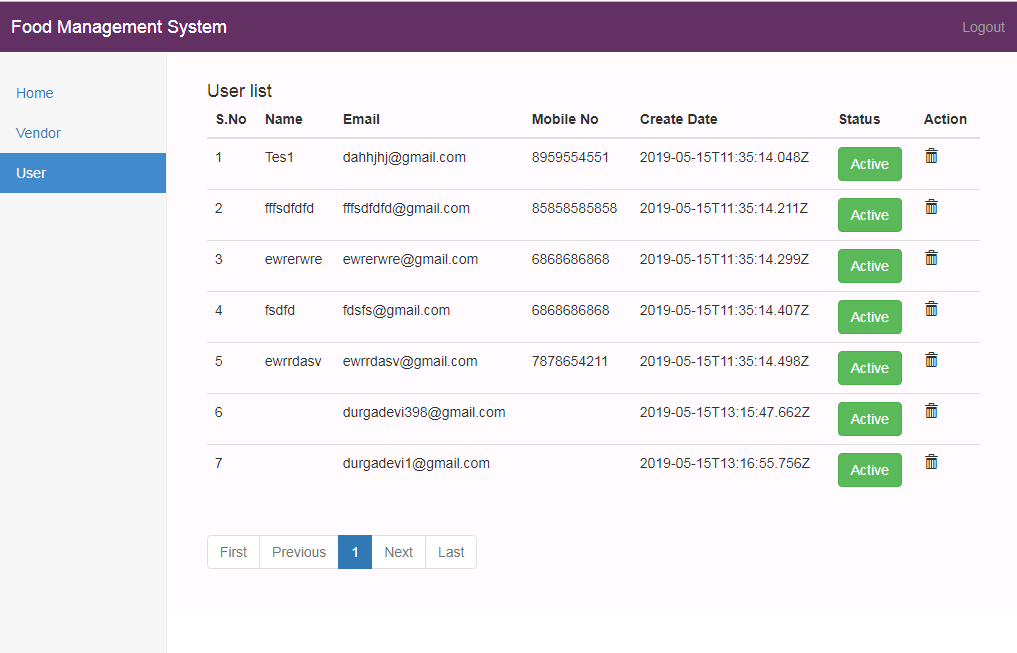 Food Management System Logout
Home
Vendor
User
User list
S.No Name Email Mobile No Create Date Status Action
1 Tes1 dahhjhj@gmail.com 8959554551 2019-05-15T11:35:14.048Z Active
2 fffsdfdfd fffsdfdfd@gmail.com 85858585858 2019-05-15T11:35:14.211Z Active
3 ewrerwre ewrerwre@gmail.com 6868686868 2019-05-15T11:35:14.299Z Active
4 fsdfd fdsfs@gmail.com 6868686868 2019-05-15T11:35:14.407Z Active
5 ewrrdasv ewrrdasv@gmail.com 7878654211 2019-05-15T11:35:14.498Z Active
6 durgadevi398@gmail.com 2019-05-15T13:15:47.662Z Active
7 durgadevi1@gmail.com 2019-05-15T13:16:55.756Z Active
First Previous 1 Next Last